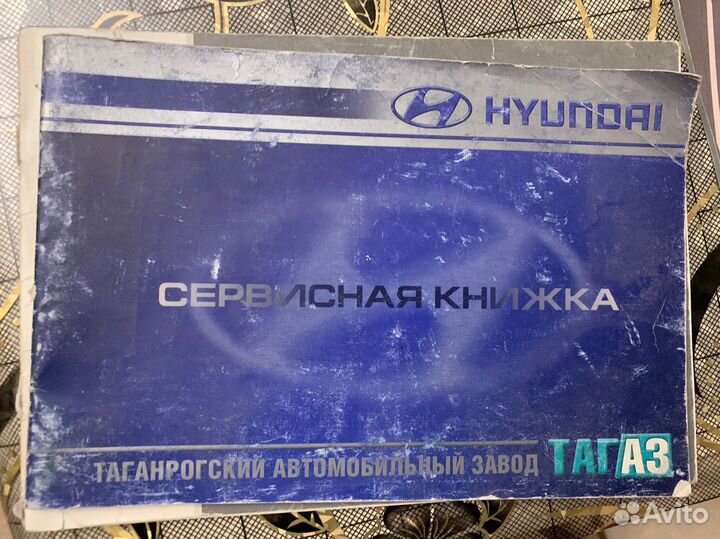 HYUNDAI
СЕРВИСНАЯ КНИЖКА
ТАГАНРОГСКИЙ АВТОМОБИЛЬНЫЙ ЗАВОД ТАГАЗ
Avito